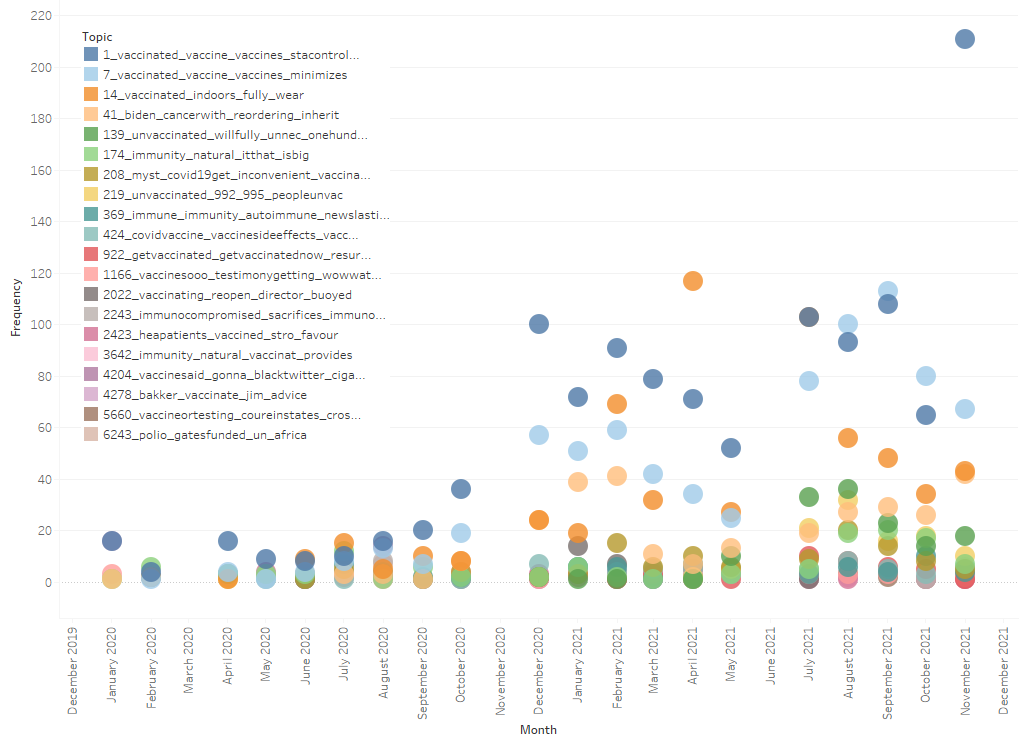 Topic
1_vaccinated_vaccine_vaccines_stacontrol...
7_vaccinated_vaccine_vaccines_minimizes
14_vaccinated_indoors_fully_wear
41_biden_cancerwith_reordering_inherit
139_unvaccinated_willfully_unnec_onehund...
174_immunity_natural_itthat_isbig
208_myst_covid19get_inconvenient_vaccina...
219_unvaccinated_992_995_peopleunvac
369_immune_immunity_autoimmune_newslasti...
424_covidvaccine_vaccinesideeffects_vacc...
922_getvaccinated_getvaccinatednow_resur...
1166_vaccinesooo_testimonygetting_wowwat...
2022_vaccinating_reopen_director_buoyed
2243_immunocompromised_sacrifices_immuno...
2423_heapatients_vaccined_stro_favour
3642_immunity_natural_vaccinat_provides
4204_vaccinesaid_gonna_blacktwitter_ciga...
4278_bakker_vaccinate_jim_advice
5660_vaccineortesting_coureinstates_cros...
6243_polio_gatesfunded_un_africa
Frequency
220
200
180
160
140
120
100
80
60
40
20
0
December 2019
January 2020
February 2020
March 2020
April 2020
May 2020
June 2020
July 2020
August 2020
September 2020
October 2020
November 2020
December 2020
January 2021
February 2021
March 2021
April 2021
May 2021
June 2021
July 2021
August 2021
September 2021
October 2021
November 2021
December 2021
Month